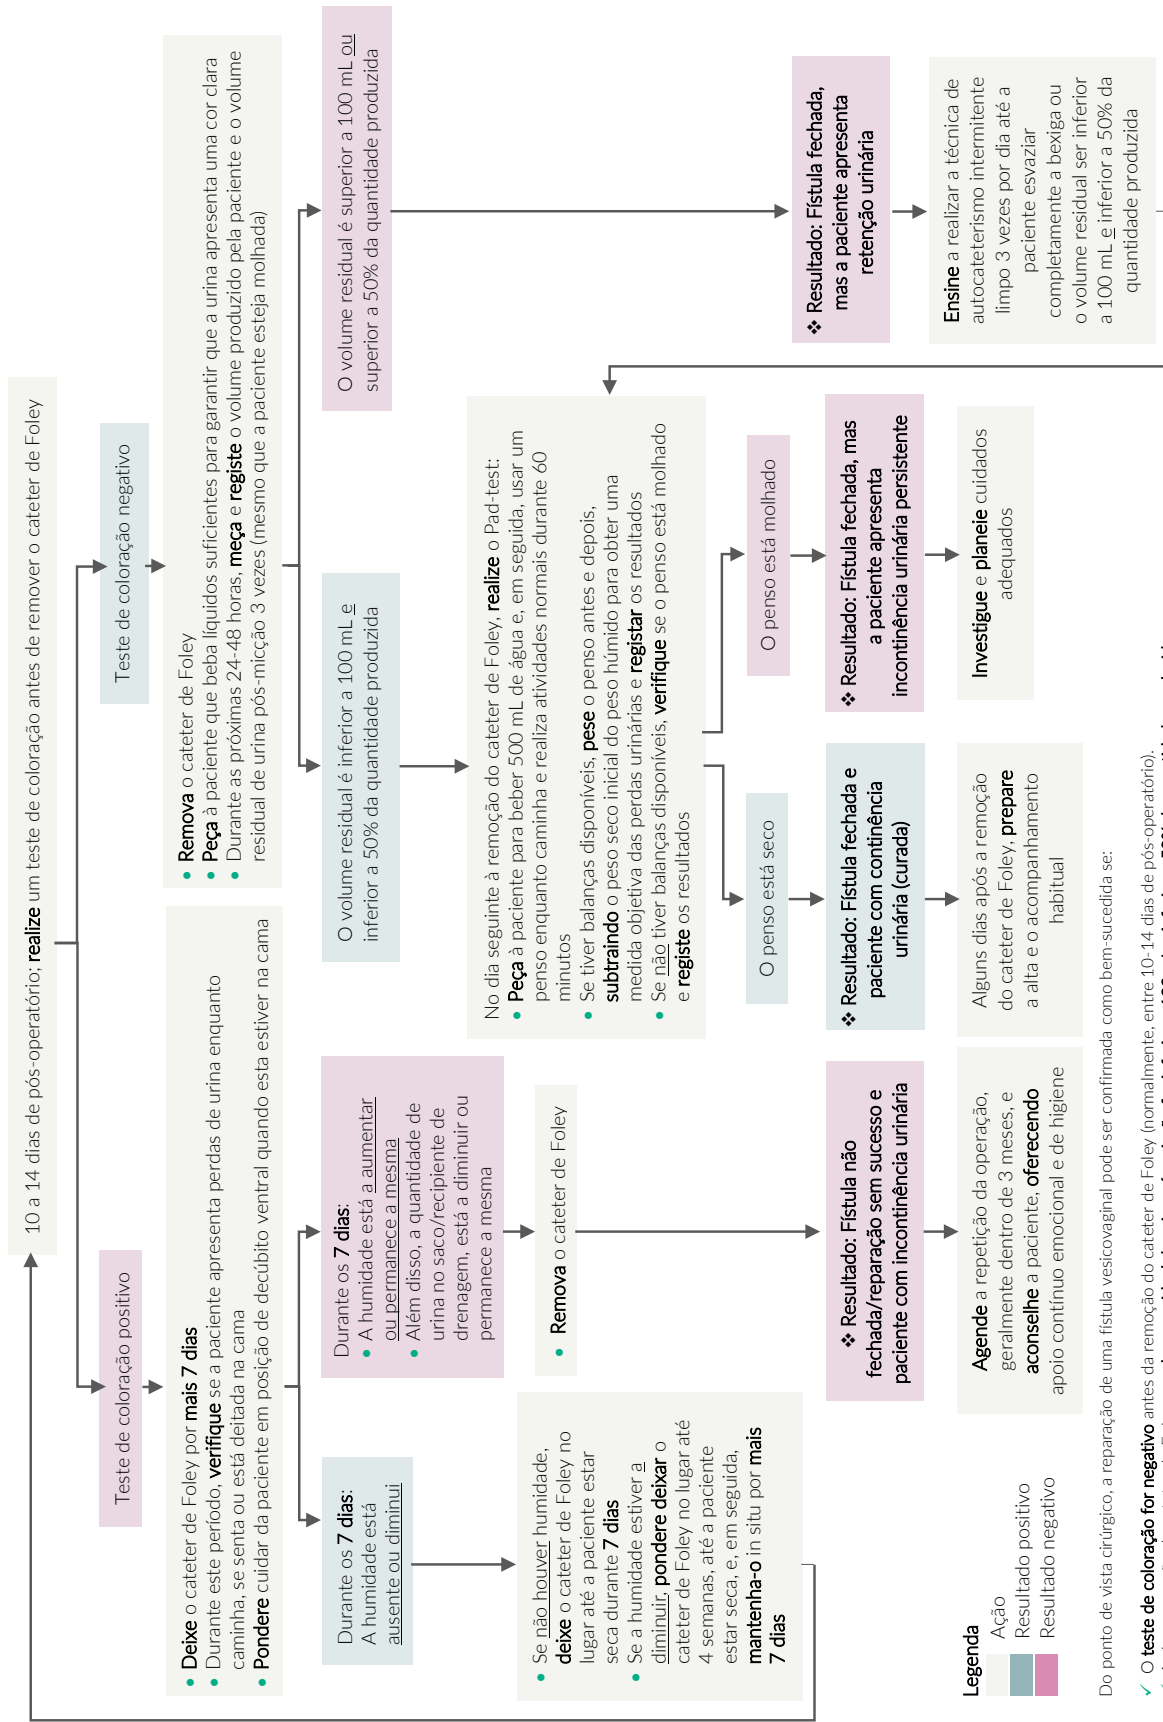 10 a 14 dias de pós-operatório; realize um teste de coloração antes de remover o cateter de Foley
Teste de coloração positivo
Deixe o cateter de Foley por mais 7 dias
Durante este período, verifique se a paciente apresenta perdas de urina enquanto
caminha, se senta ou está deitada na cama
Pondere cuidar da paciente em posição de decúbito ventral quando esta estiver na cama
Durante os 7 dias:
A humidade está
ausente ou diminui
Se não houver humidade,
deixe o cateter de Foley no
lugar até a paciente estar
seca durante 7 dias
Se a humidade estiver a
diminuir, pondere deixar o
cateter de Foley no lugar até
4 semanas, até a paciente
estar seca, e, em seguida,
mantenha-o in situ por mais
7 dias
Durante os 7 dias:
A humidade está a aumentar
ou permanece a mesma
Além disso, a quantidade de
urina no saco/recipiente de
drenagem, está a diminuir ou
permanece a mesma
Remova o cateter de Foley
❖ Resultado: Fístula não
fechada/reparação sem sucesso e
paciente com incontinência urinária
Agende a repetição da operação,
geralmente dentro de 3 meses, e
aconselhe a paciente, oferecendo
apoio contínuo emocional e de higiene
Teste de coloração negativo
Remova o cateter de Foley
Peça à paciente que beba líquidos suficientes para garantir que a urina apresenta uma cor clara
Durante as próximas 24-48 horas, meça e registe o volume produzido pela paciente e o volume
residual de urina pós-micção 3 vezes (mesmo que a paciente esteja molhada)
O volume residual é inferior a 100 mL e
inferior a 50% da quantidade produzida
No dia seguinte à remoção do cateter de Foley, realize o Pad-test:
Peça à paciente para beber 500 mL de água e, em seguida, usar um
penso enquanto caminha e realiza atividades normais durante 60
minutos
Se tiver balanças disponíveis, pese o penso antes e depois,
subtraindo o peso seco inicial do peso húmido para obter uma
medida objetiva das perdas urinárias e registar os resultados
Se não tiver balanças disponíveis, verifique se o penso está molhado
e registe os resultados
O penso está seco
❖ Resultado: Fístula fechada e
paciente com continência
urinária (curada)
Alguns dias após a remoção
do cateter de Foley, prepare
a alta e o acompanhamento
habitual
O penso está molhado
❖ Resultado: Fístula fechada, mas
a paciente apresenta
incontinência urinária persistente
Investigue e planeie cuidados
adequados
O volume residual é superior a 100 mL ou
superior a 50% da quantidade produzida
❖ Resultado: Fístula fechada,
mas a paciente apresenta
retenção urinária
Ensine a realizar a técnica de
autocateterismo intermitente
limpo 3 vezes por dia até a
paciente esvaziar
completamente a bexiga ou
o volume residual ser inferior
a 100 mL e inferior a 50% da
quantidade produzida
Legenda
Ação
Resultado positivo
Resultado negativo
Do ponto de vista cirúrgico, a reparação de uma fístula vesicovaginal pode ser confirmada como bem-sucedida se:
✓ O teste de coloração for negativo antes da remoção do cateter de Foley (normalmente, entre 10-14 dias de pós-operatório).